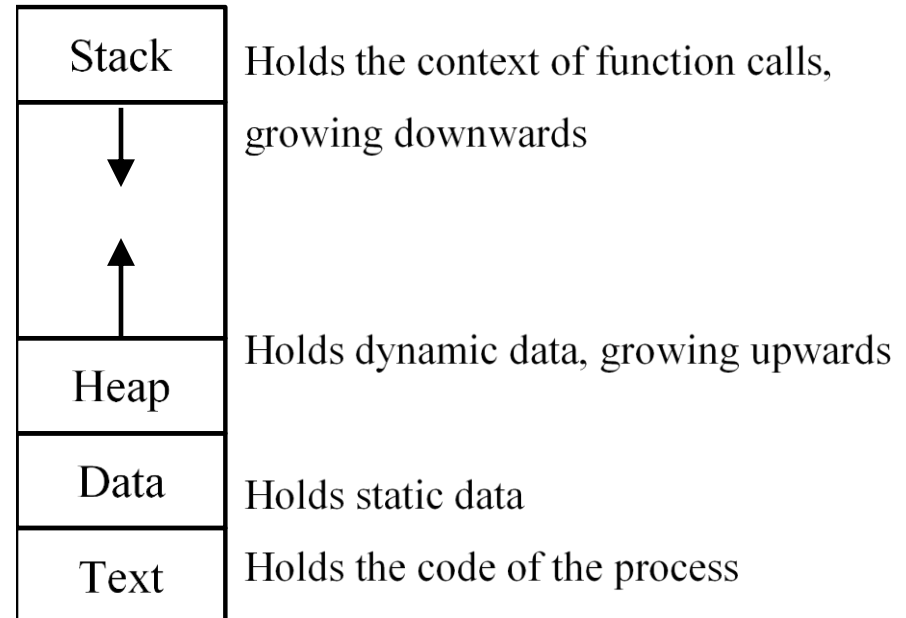 Stack
Holds the context of function calls,
growing downwards
Holds dynamic data, growing upwards
Heap
Data
Holds static data
Text
Holds the code of the process